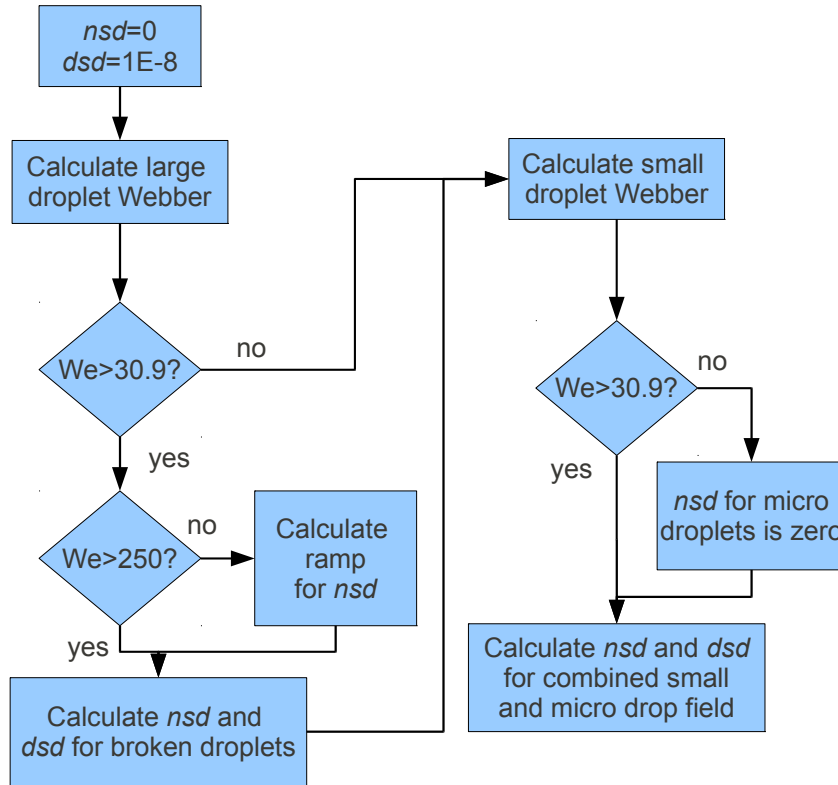 nsd=0
dsd=1E-8
Calculate large
droplet Webber
We>30.9?
no
yes
We>250?
no
Calculate
ramp
for nsd
yes
Calculate nsd and
dsd for broken droplets
Calculate small
droplet Webber
We>30.9?
no
yes
nsd for micro
droplets is zero
Calculate nsd and dsd
for combined small
and micro drop field